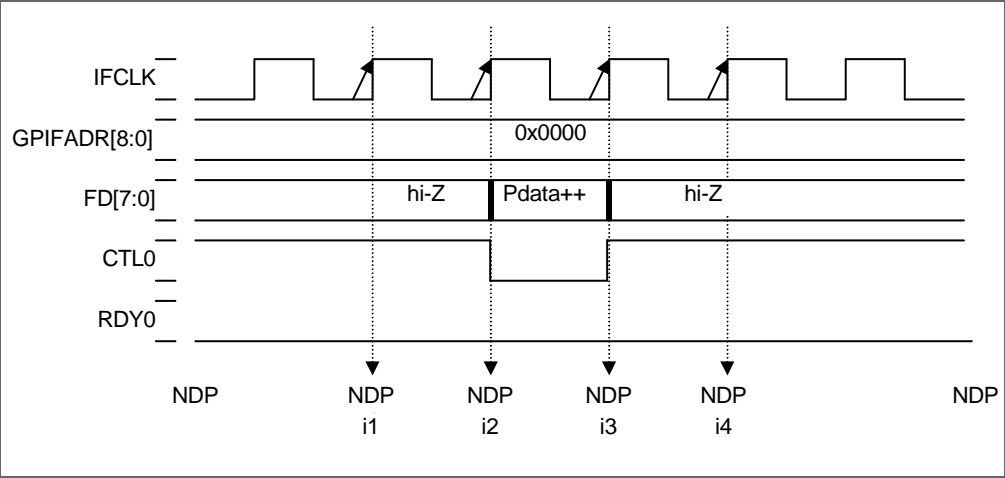 IFCLK
GPIFADR[8:0]
0x0000
FD[7:0]
hi-Z
Pdata++
hi-Z
CTL0
RDY0
NDP NDP NDP NDP NDP NDP
i1 i2 i3 i4